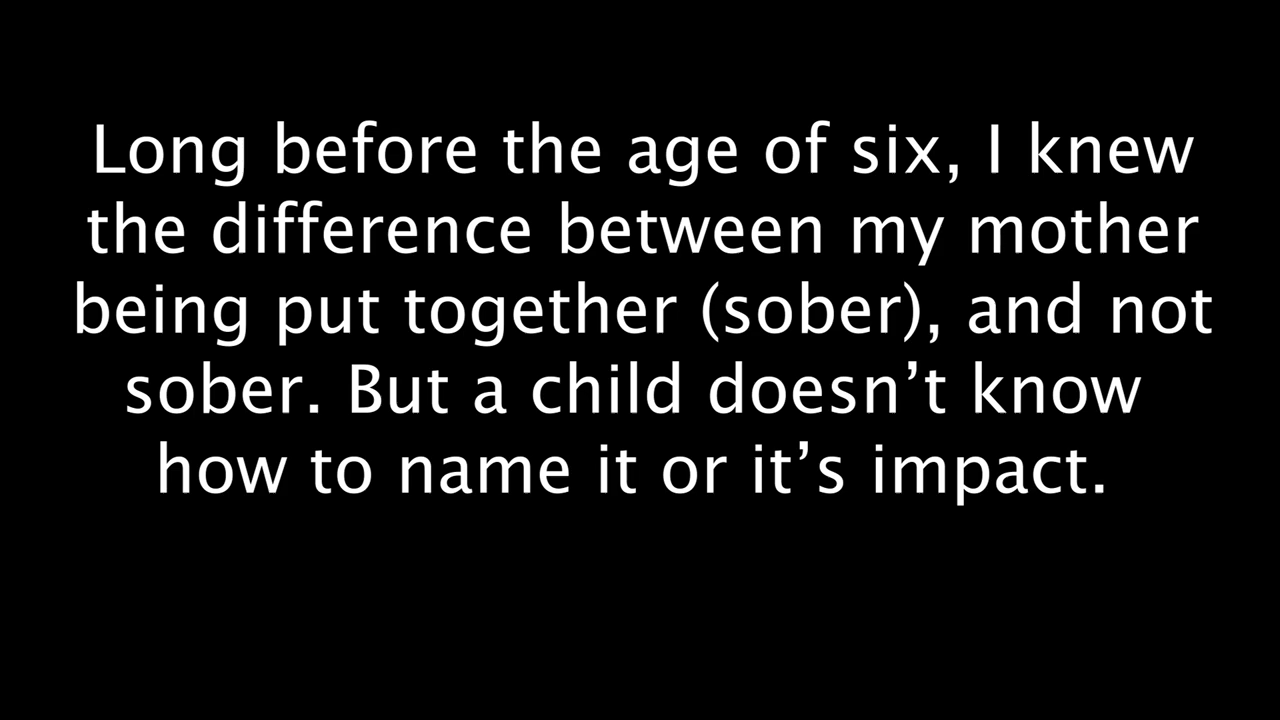 Long before the age of six, I knew
the difference between my mother
being put together (sober), and not
sober. But a child doesn’t know
how to name it or it’s impact.